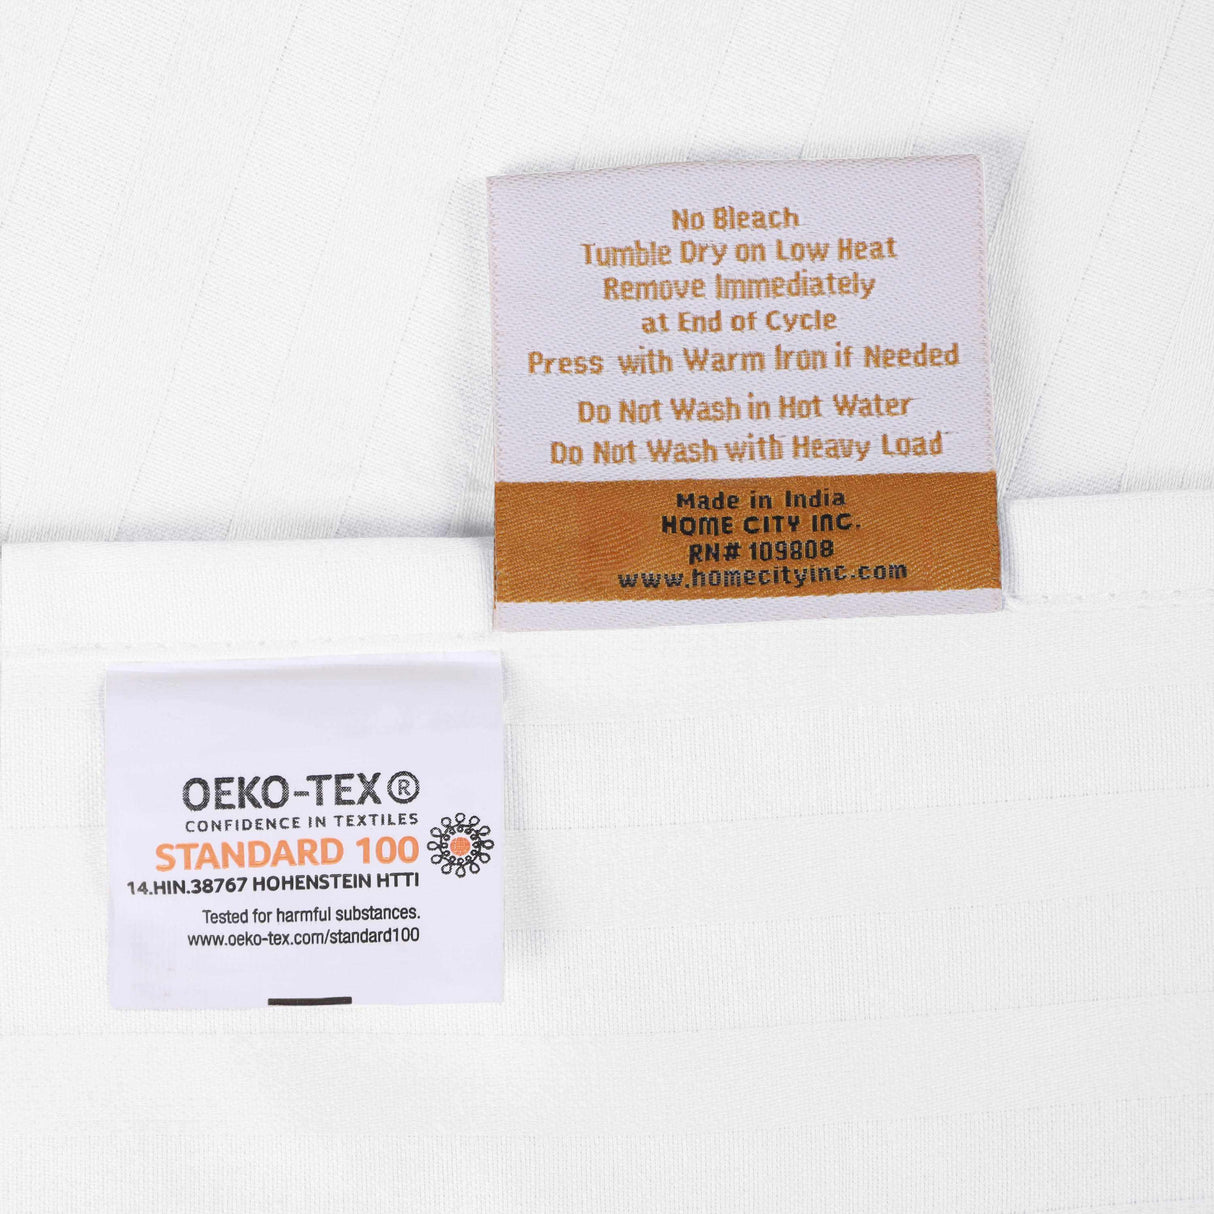 No Bleach
Tumble Dry on Low Heat
Remove Immediately
at End of Cycle
Press with Warm Iron if Needed
Do Not Wash in Hot Water
Do Not Wash with Heavy Load
Made in India
HOME CITY INC.
RN# 109808
www.homecityinc.com
OEKO-TEX®
CONFIDENCE IN TEXTILES
STANDARD 100
14.HIN.38767 HOHENSTEIN HTTI
Tested for harmful substances.
www.oeko-tex.com/standard100